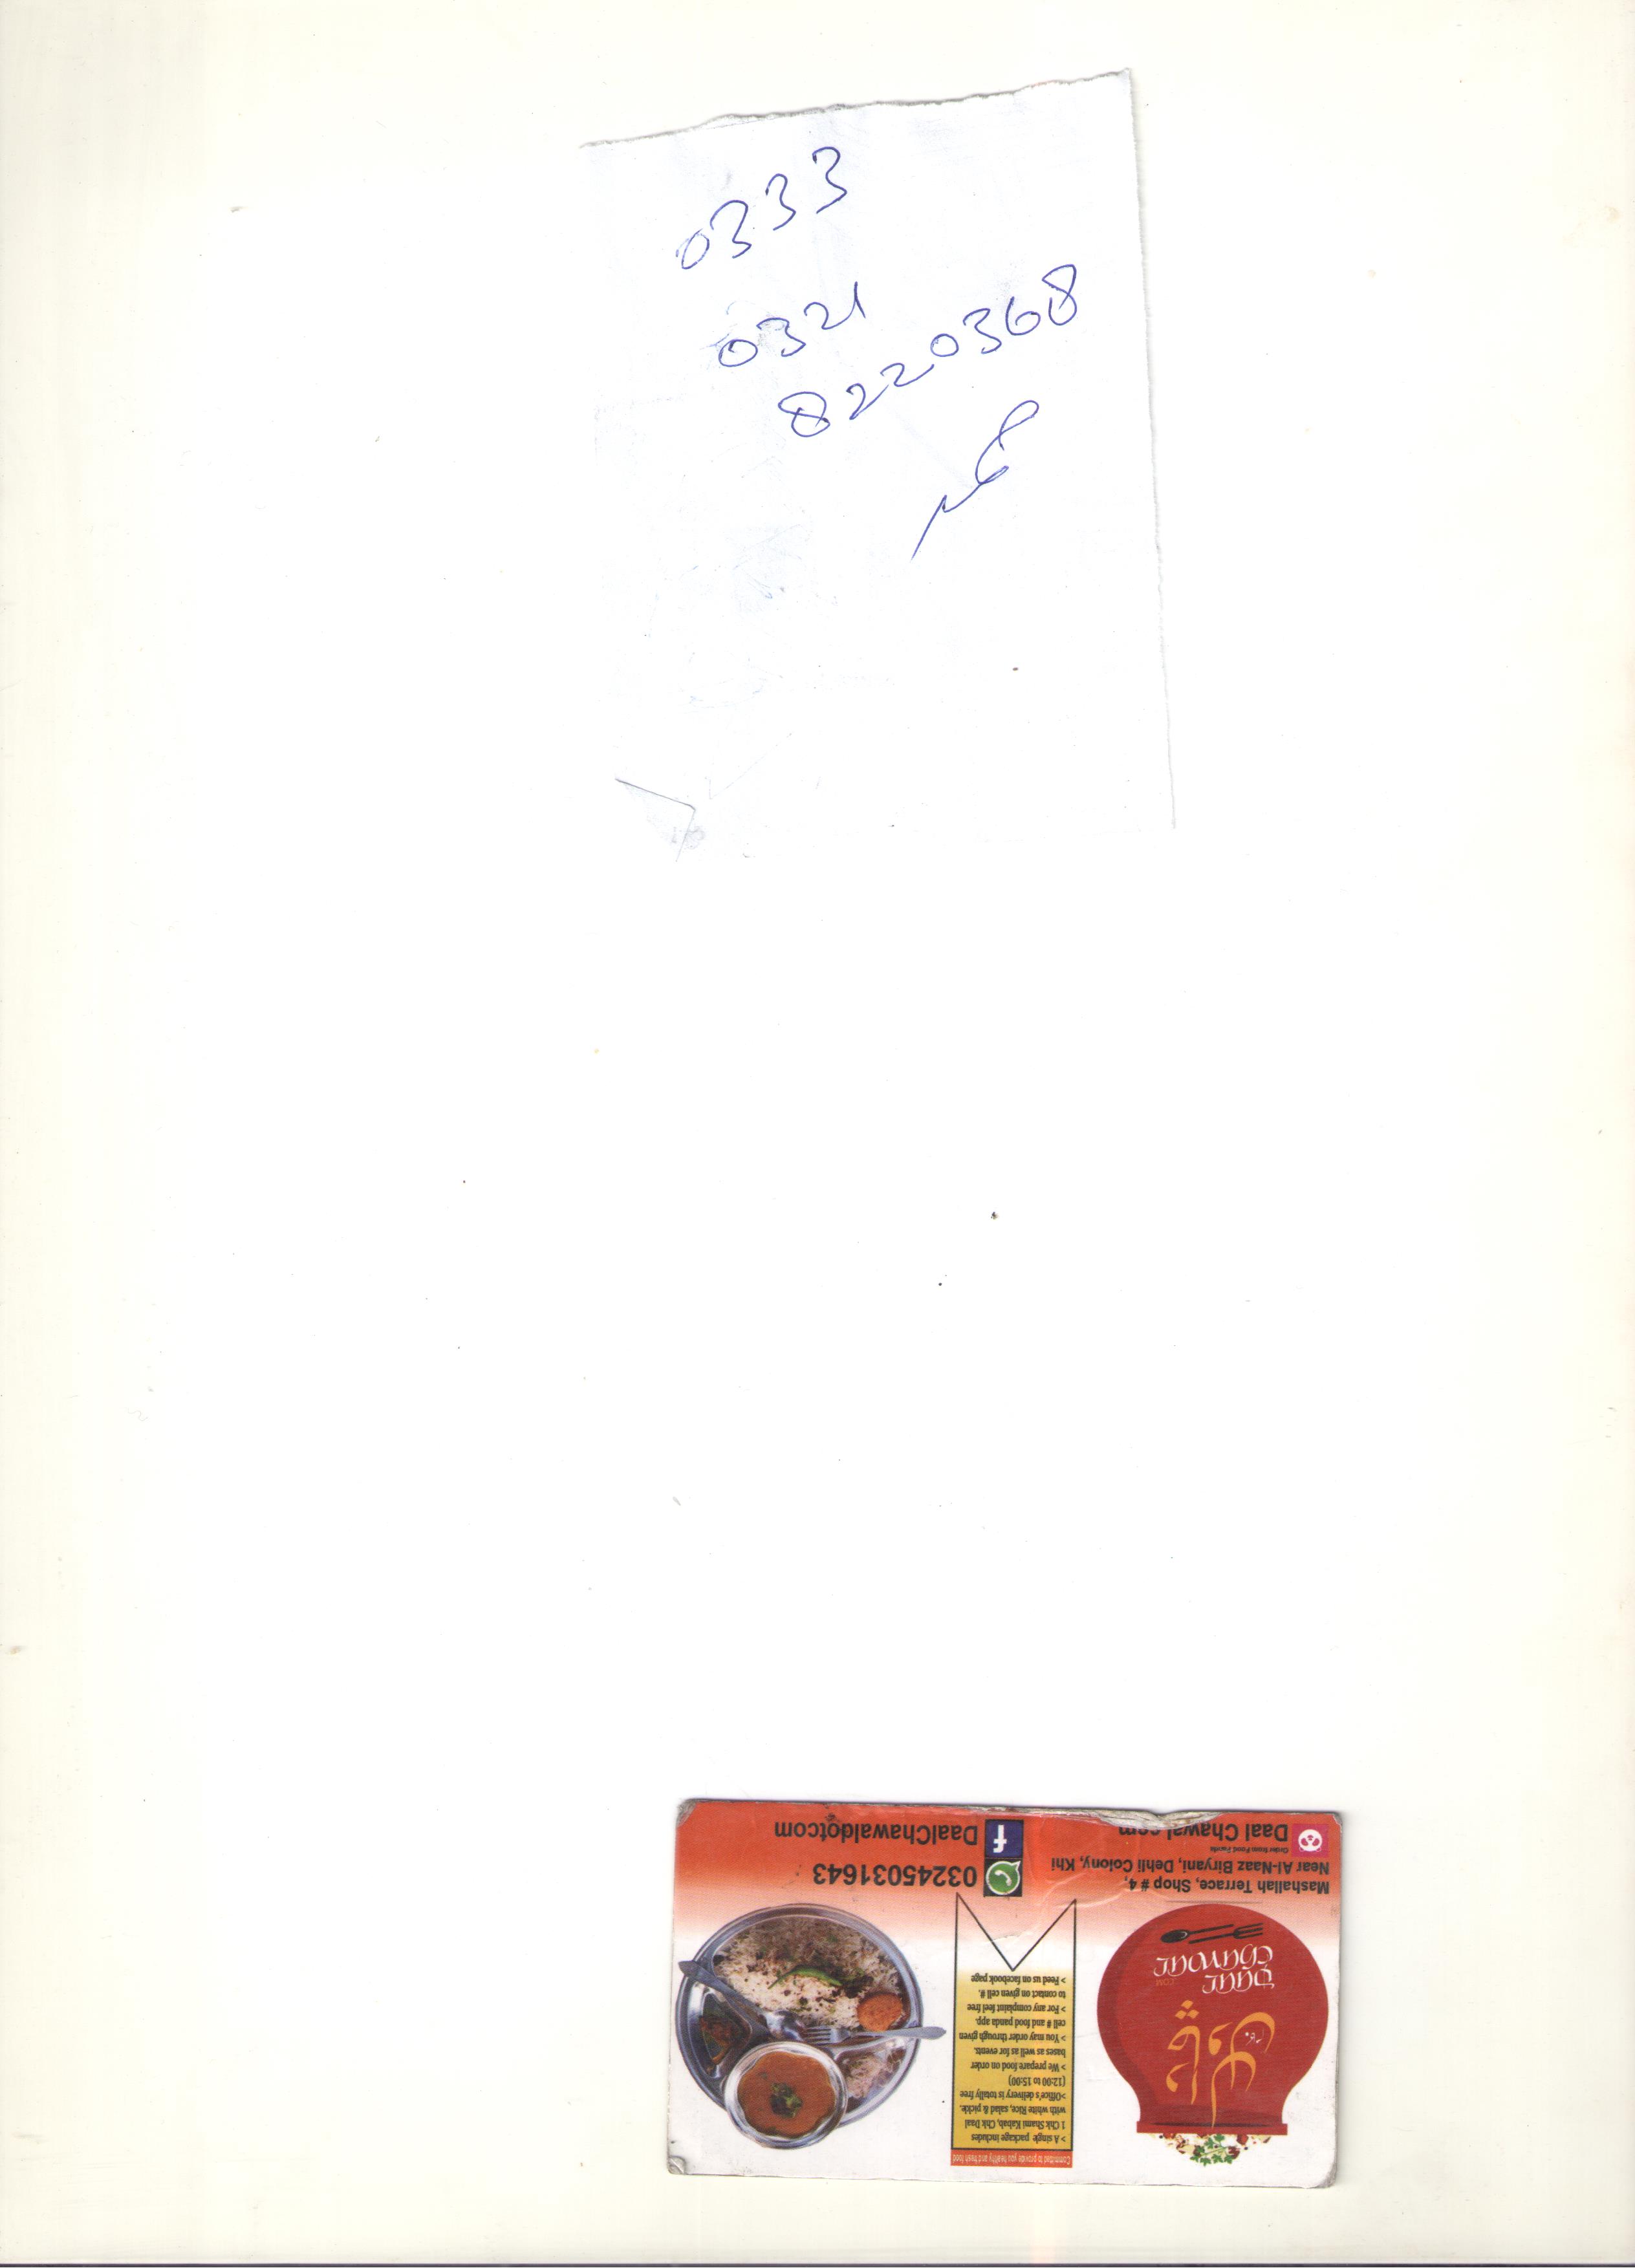 0333
0321
8220368
Committed to provide you healthy and fresh food
> A single package includes
1 Chk Shami Kabab, Chk Daal
with white Rice, salad & pickle.
>Office's delivery is totally free
(12:00 to 15:00)
> We prepare food on order
bases as well as for events.
> You may order through given
cell # and food panda app.
> For any complaint feel free
to contact on given cell #.
> Feed us on facebook page
دال چاول
DAAL
CHAWAL
.COM
Mashallah Terrace, Shop # 4,
Near Al-Naaz Biryani, Dehli Colony, Khi
Order from Food Panda
Daal Chawal.com
03245031643
f DaalChawaldotcom